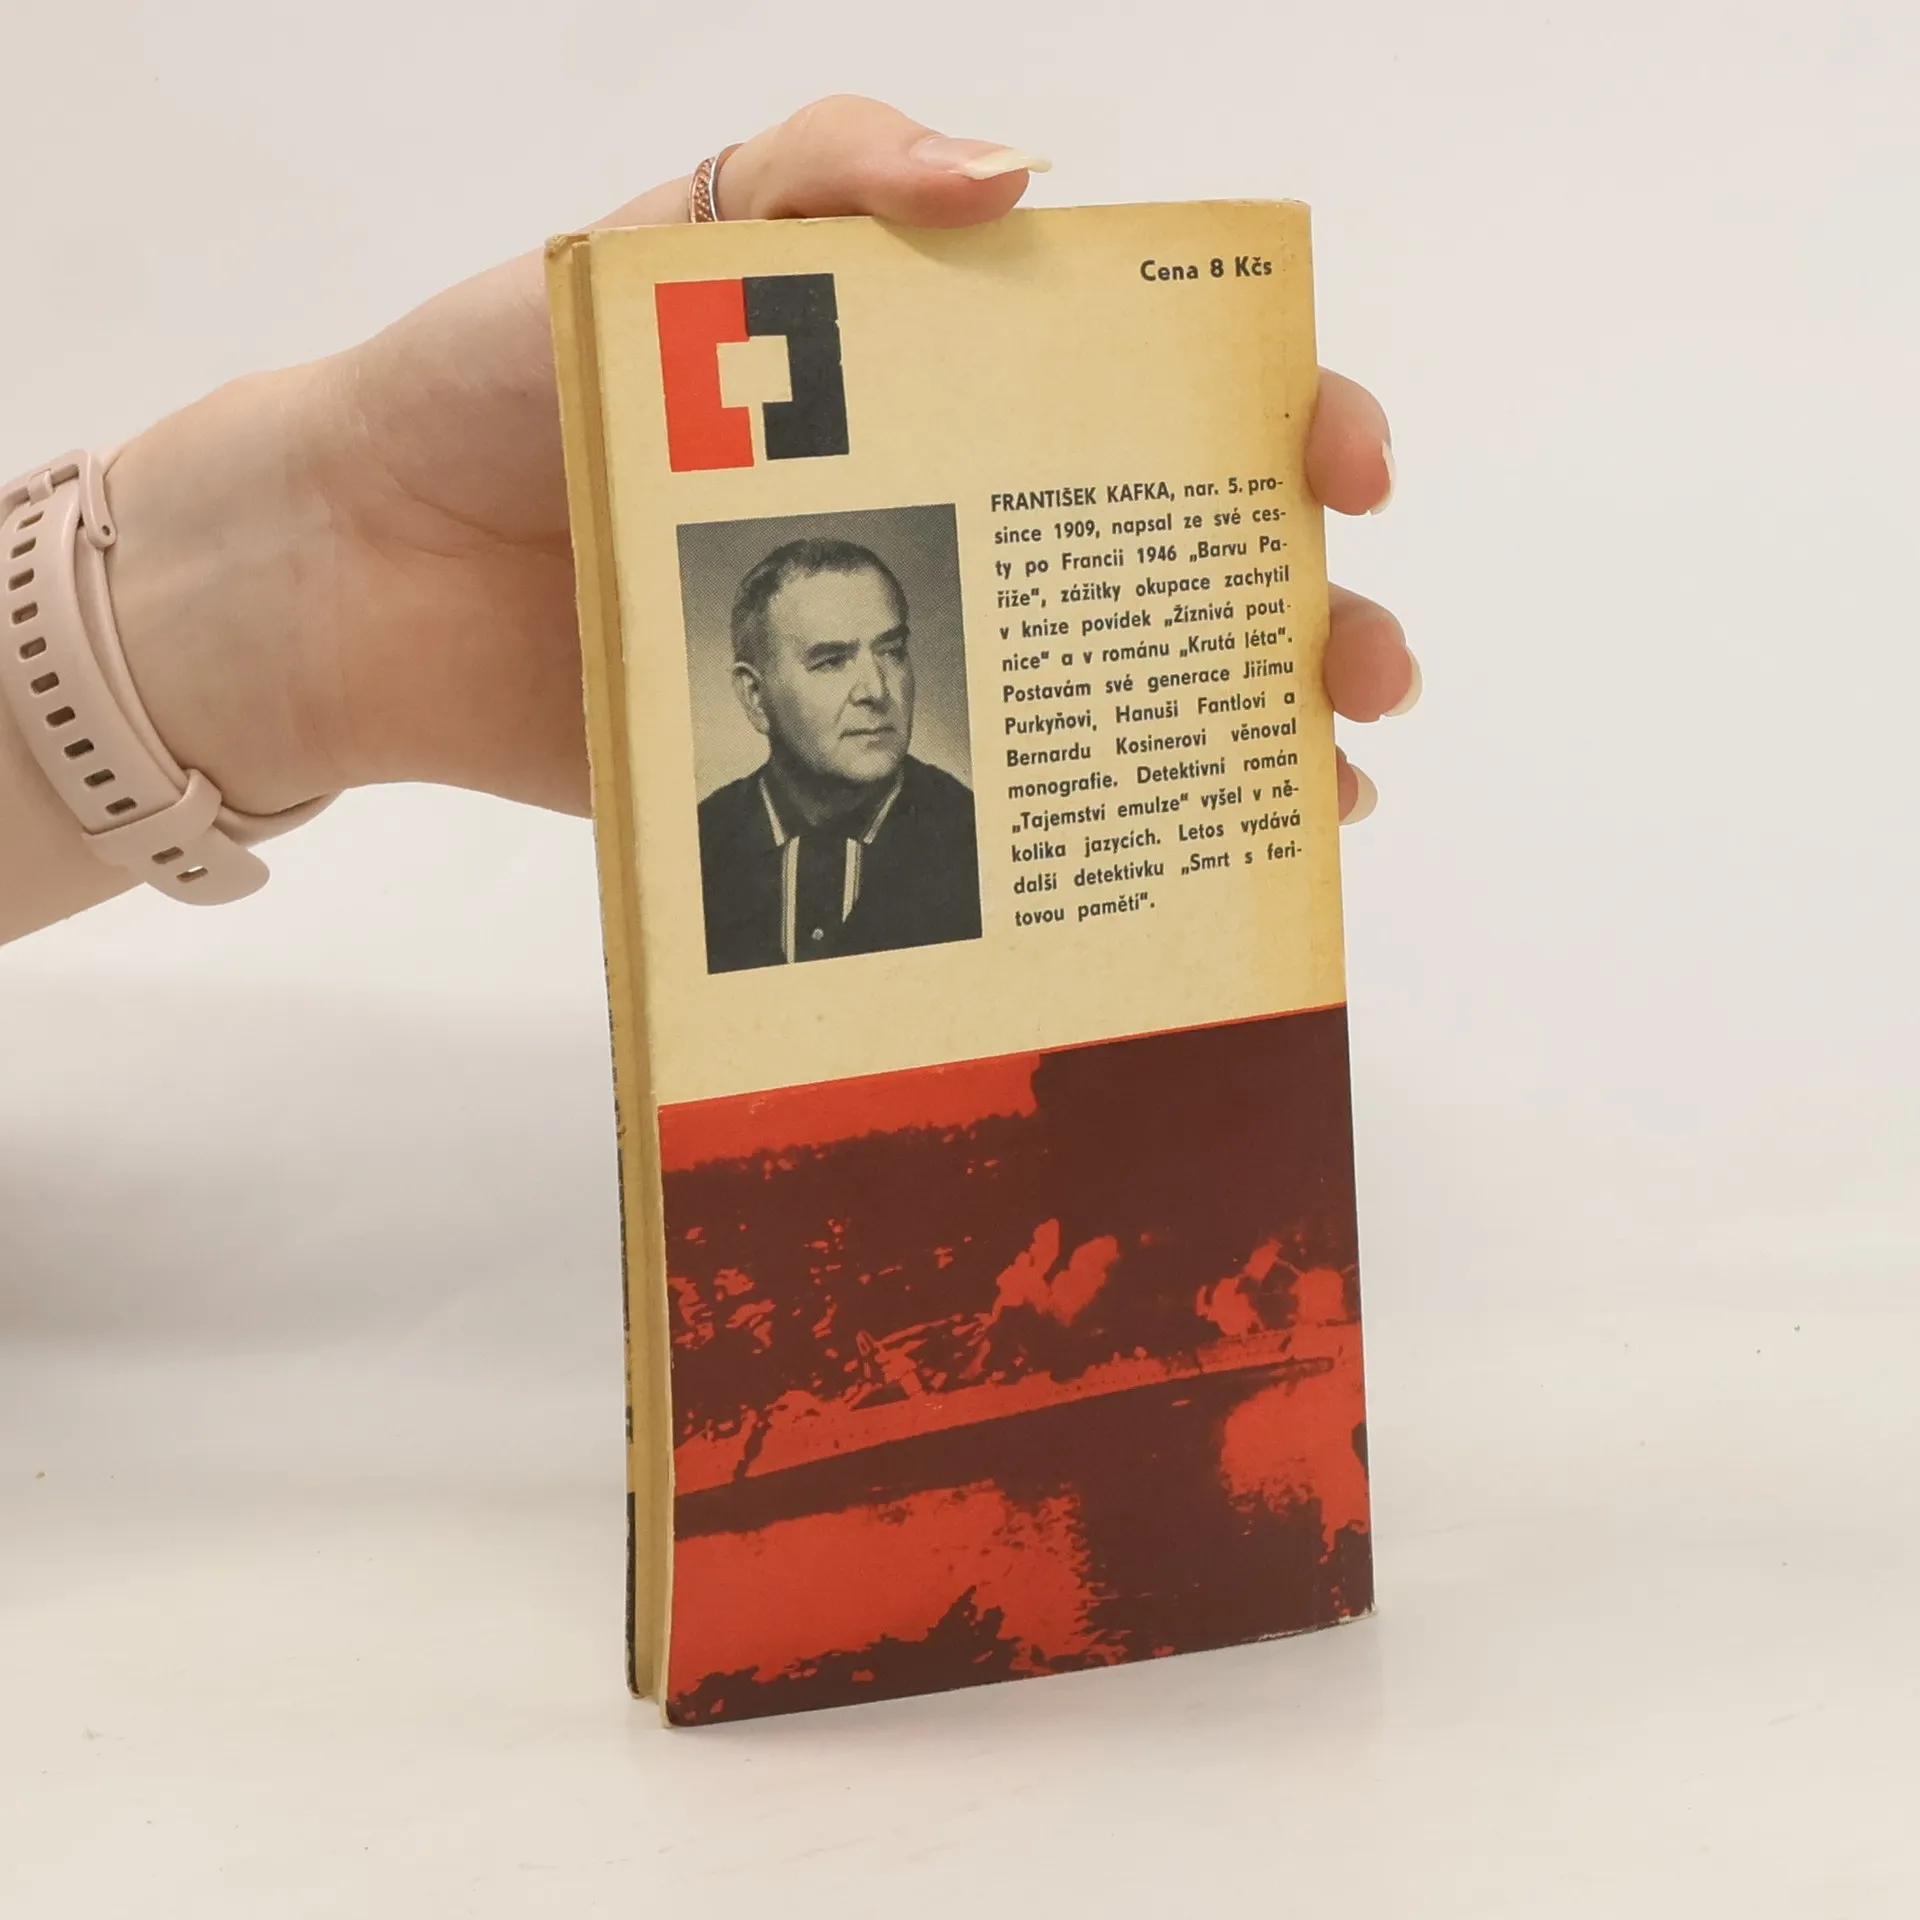 Cena 8 Kčs
FRANTIŠEK KAFKA, nar. 5. pro-
since 1909, napsal ze své ces-
ty po Francii 1946 „Barvu Pa-
říže", zážitky okupace zachytil
v knize povídek „Žíznivá pout-
nice" a v románu „Krutá léta".
Postavám své generace Jiřímu
Purkyňovi, Hanuši Fantlovi a
Bernardu Kosinerovi věnoval
monografie. Detektivní román
„Tajemství emulze" vyšel v ně-
kolika jazycích. Letos vydává
další detektivku „Smrt s feri-
tovou pamětí".